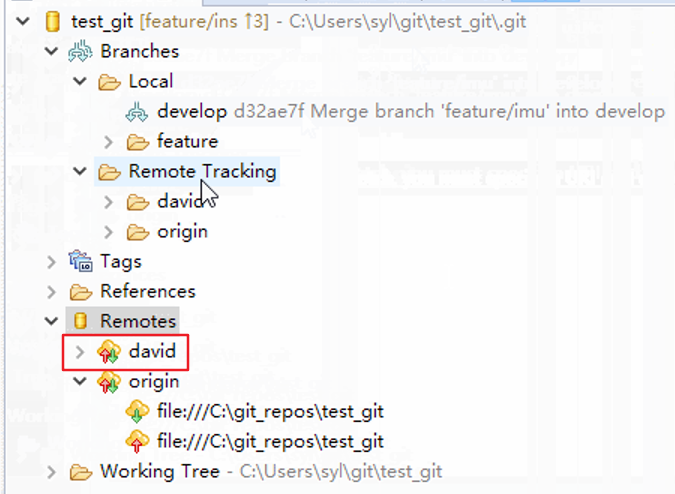 test_git [feature/ins ↑3] - C:\Users\syl\git\test_git\.git
Branches
Local
develop d32ae7f Merge branch 'feature/imu' into develop
feature
Remote Tracking
david
origin
Tags
References
Remotes
david
origin
file:///C:\git_repos\test_git
file:///C:\git_repos\test_git
Working Tree - C:\Users\syl\git\test_git